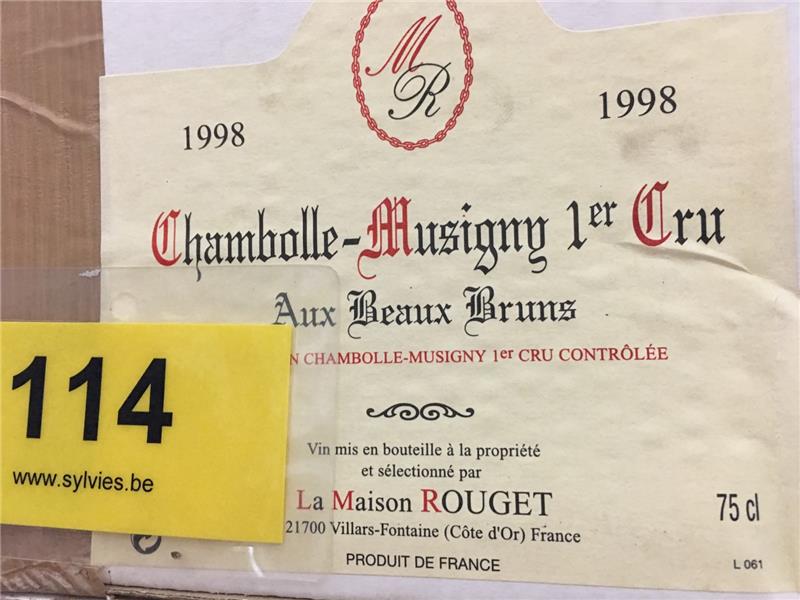 MR
1998
1998
Chambolle-Musigny 1er Cru
Aux Beaux Bruns
N CHAMBOLLE-MUSIGNY 1er CRU CONTRÔLÉE
114
www.sylvies.be
Vin mis en bouteille à la propriété
et sélectionné par
La Maison ROUGET
75 cl
21700 Villars-Fontaine (Côte d'Or) France
PRODUIT DE FRANCE
L 061